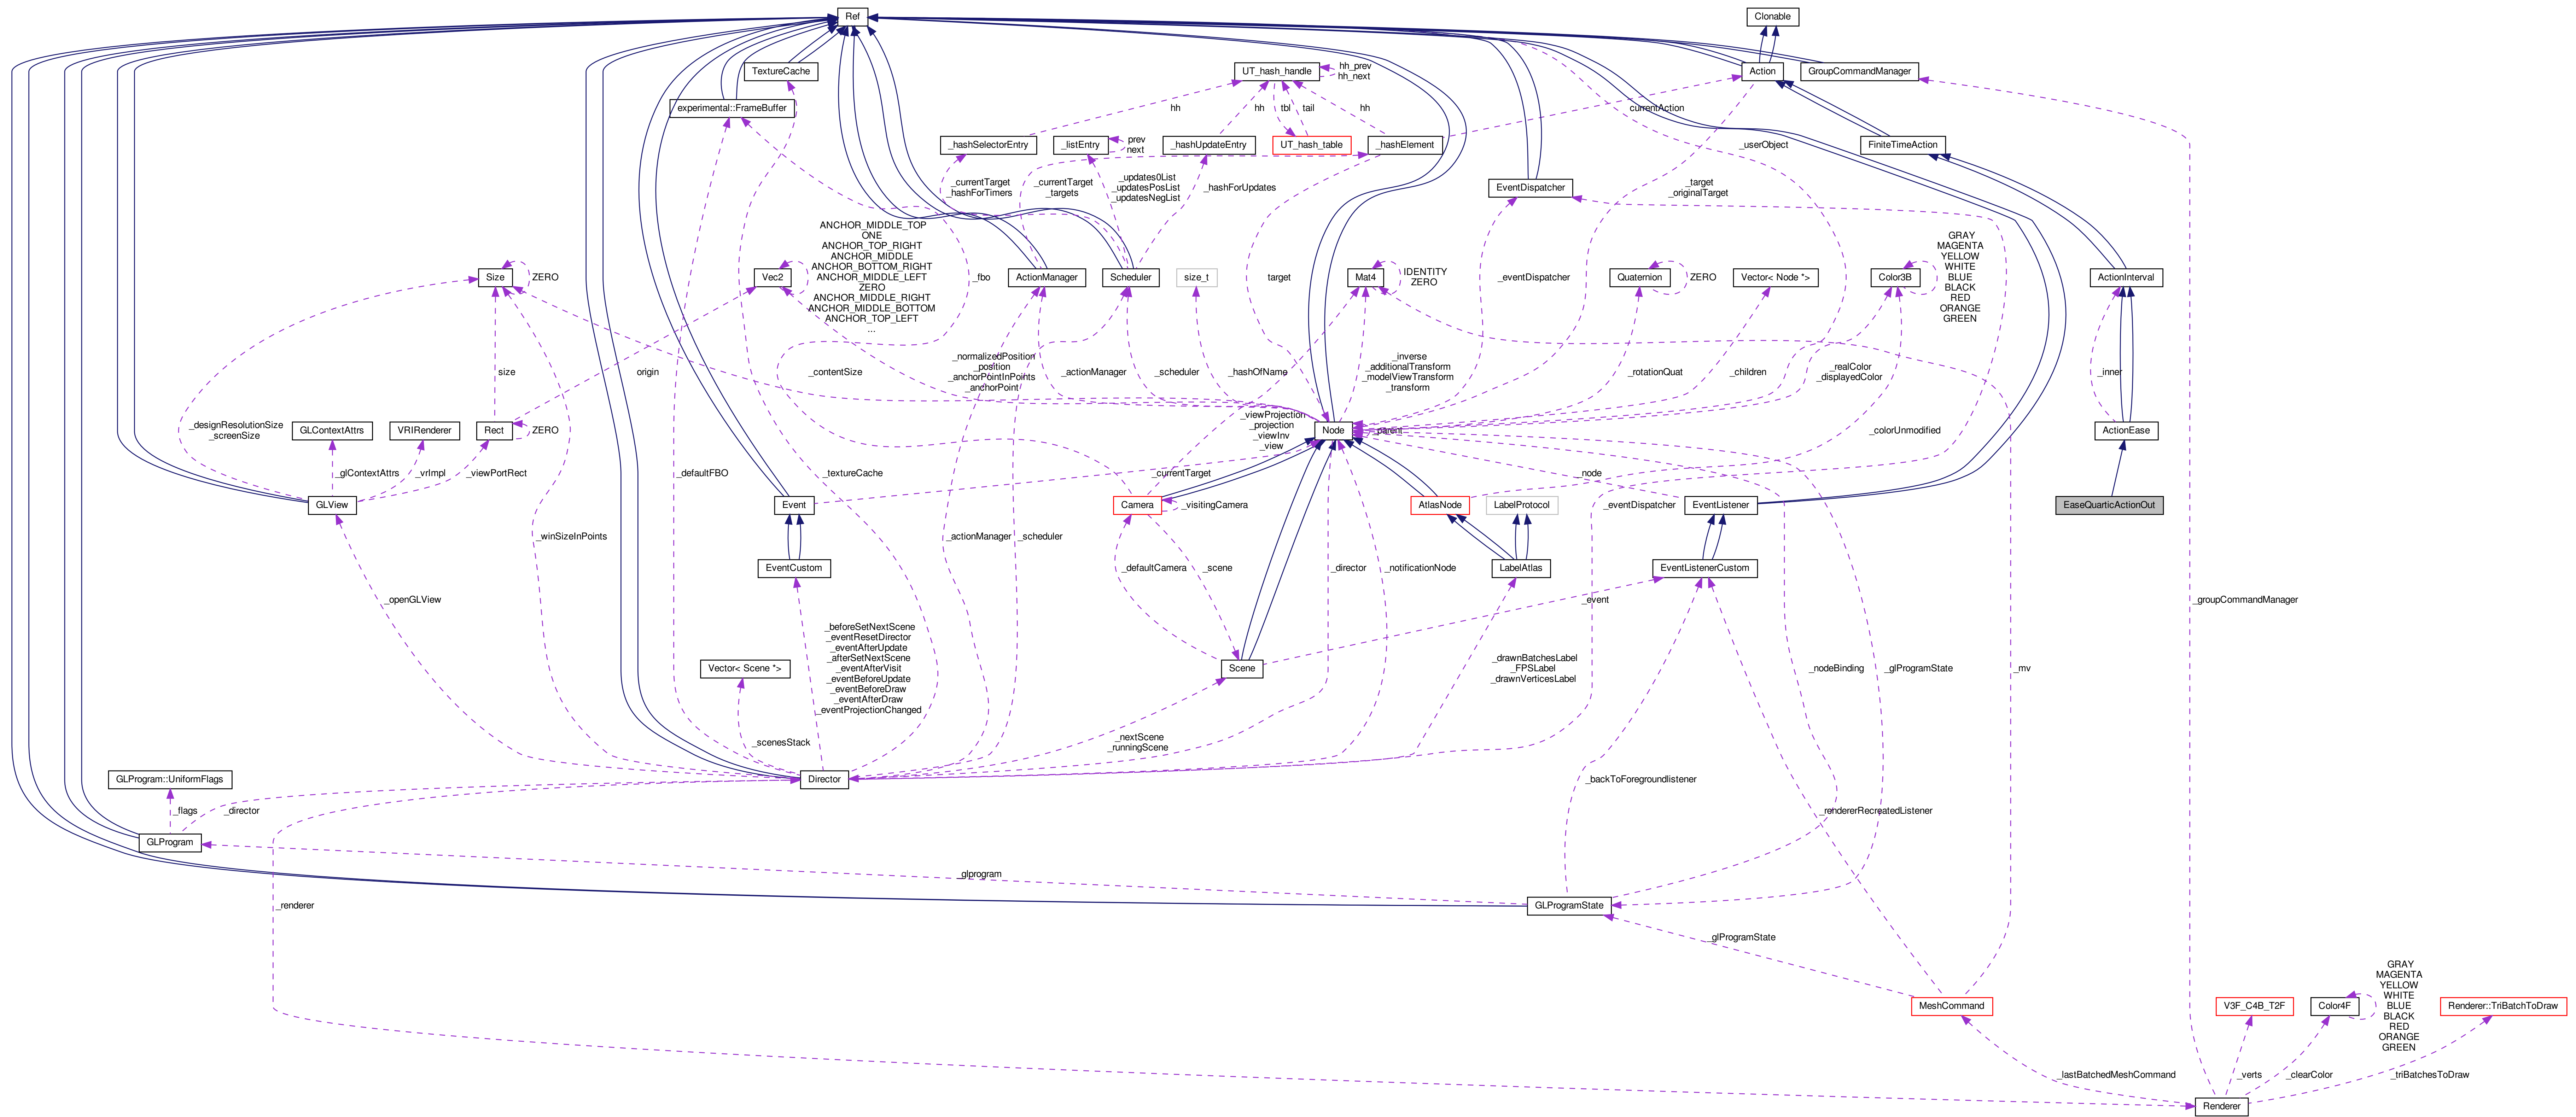 Ref
Clonable
TextureCache
UT_hash_handle
hh_prev
hh_next
Action
GroupCommandManager
experimental::FrameBuffer
hh
hh
tbl
tail
hh
currentAction
_hashSelectorEntry
_listEntry
prev
next
_hashUpdateEntry
UT_hash_table
_hashElement
_userObject
FiniteTimeAction
_currentTarget
_hashForTimers
_currentTarget
_targets
_updates0List
_updatesPosList
_updatesNegList
_hashForUpdates
EventDispatcher
_target
_originalTarget
ANCHOR_MIDDLE_TOP
ONE
ANCHOR_TOP_RIGHT
ANCHOR_MIDDLE
ANCHOR_BOTTOM_RIGHT
ANCHOR_MIDDLE_LEFT
ZERO
ANCHOR_MIDDLE_RIGHT
ANCHOR_MIDDLE_BOTTOM
ANCHOR_TOP_LEFT
...
GRAY
MAGENTA
YELLOW
WHITE
BLUE
BLACK
RED
ORANGE
GREEN
Size
ZERO
Vec2
_fbo
ActionManager
Scheduler
size_t
target
Mat4
IDENTITY
ZERO
_eventDispatcher
Quaternion
ZERO
Vector< Node *>
Color3B
ActionInterval
size
origin
_contentSize
_normalizedPosition
_position
_anchorPointInPoints
_anchorPoint
_actionManager
_scheduler
_hashOfName
_inverse
_additionalTransform
_modelViewTransform
_transform
_rotationQuat
_children
_realColor
_displayedColor
_inner
_designResolutionSize
_screenSize
GLContextAttrs
VRIRenderer
Rect
ZERO
_viewProjection
_projection
_viewInv
_view
Node
_parent
_colorUnmodified
ActionEase
_glContextAttrs
_vrImpl
_viewPortRect
_defaultFBO
_textureCache
_currentTarget
_node
GLView
Event
Camera
_visitingCamera
AtlasNode
LabelProtocol
_eventDispatcher
EventListener
EaseQuarticActionOut
_winSizeInPoints
_actionManager
_scheduler
EventCustom
_defaultCamera
_scene
_director
_notificationNode
LabelAtlas
EventListenerCustom
_openGLView
_event
_groupCommandManager
_beforeSetNextScene
_eventResetDirector
_eventAfterUpdate
_afterSetNextScene
_eventAfterVisit
_eventBeforeUpdate
_eventBeforeDraw
_eventAfterDraw
_eventProjectionChanged
Vector< Scene *>
Scene
_drawnBatchesLabel
_FPSLabel
_drawnVerticesLabel
_nodeBinding
_glProgramState
_mv
_scenesStack
_nextScene
_runningScene
GLProgram::UniformFlags
Director
_backToForegroundlistener
_flags
_director
_rendererRecreatedListener
GLProgram
_glprogram
_renderer
GLProgramState
_glProgramState
GRAY
MAGENTA
YELLOW
WHITE
BLUE
BLACK
RED
ORANGE
GREEN
MeshCommand
V3F_C4B_T2F
Color4F
Renderer::TriBatchToDraw
_lastBatchedMeshCommand
_verts
_clearColor
_triBatchesToDraw
Renderer